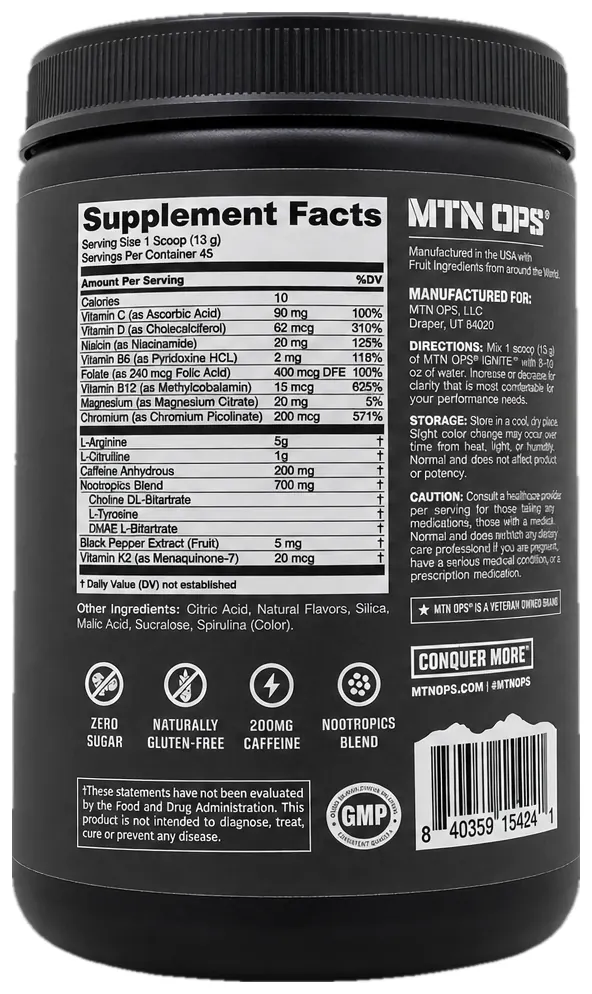 Supplement Facts
Serving Sise 1 Scoop (13 g)
Servings Per Container 4S
Amount Per Serving %DV
Calories 10
Vitamin C (as Ascorbic Acid) 90 mg 100%
Vitamin D (as Cholecalciferol) 62 mcg 310%
Niaicin (as Niacinamide) 20 mg 125%
Vitamin B6 (as Pyridoxine HCL) 2 mg 118%
Folate (as 240 mcg Folic Acid) 400 mcg DFE 100%
Vitamin B12 (as Methylcobalamin) 15 mcg 625%
Magnesium (as Magnesium Citrate) 20 mg 5%
Chromium (as Chromium Picolinate) 200 mcg 571%
L-Arginine 5g †
L-Citrulline 1g †
Caffeine Anhydrous 200 mg †
Nootropics Blend 700 mg †
Choline DL-Bitartrate †
L-Tyrosine †
DMAE L-Bitartrate †
Black Pepper Extract (Fruit) 5 mg †
Vitamin K2 (as Menaquinone-7) 20 mcg †
† Daily Value (DV) not established
Other Ingredients: Citric Acid, Natural Flavors, Silica,
Malic Acid, Sucralose, Spirulina (Color).
ZERO
SUGAR
NATURALLY
GLUTEN-FREE
200MG
CAFFEINE
NOOTROPICS
BLEND
†These statements have not been evaluated
by the Food and Drug Administration. This
product is not intended to diagnose, treat,
cure or prevent any disease.
GMP
MTN OPS®
Manufactured in the USA with
Fruit Ingredients from around the World.
MANUFACTURED FOR:
MTN OPS, LLC
Draper, UT 84020
DIRECTIONS: Mix 1 scoop (15 g)
of MTN OPS® IGNITE™ with 8-10
oz of water. Increase or decrease for
clarity that is most comfortable for
your performance needs.
STORAGE: Store in a cool, dry place.
Slght color change may occur over
time from heat, light, or humidity.
Normal and does not affect product
or potency.
CAUTION: Consult a healthcare provider
per serving for those taking any
medications, those with a medical
Normal and does any dietary
care professional if you are pregnant,
have a serious medical condition, or a
prescription medication.
★ MTN OPS® IS A VETERAN OWNED BRAND
CONQUER MORE™
MTNOPS.COM | #MTNOPS
8 40359 15424 1